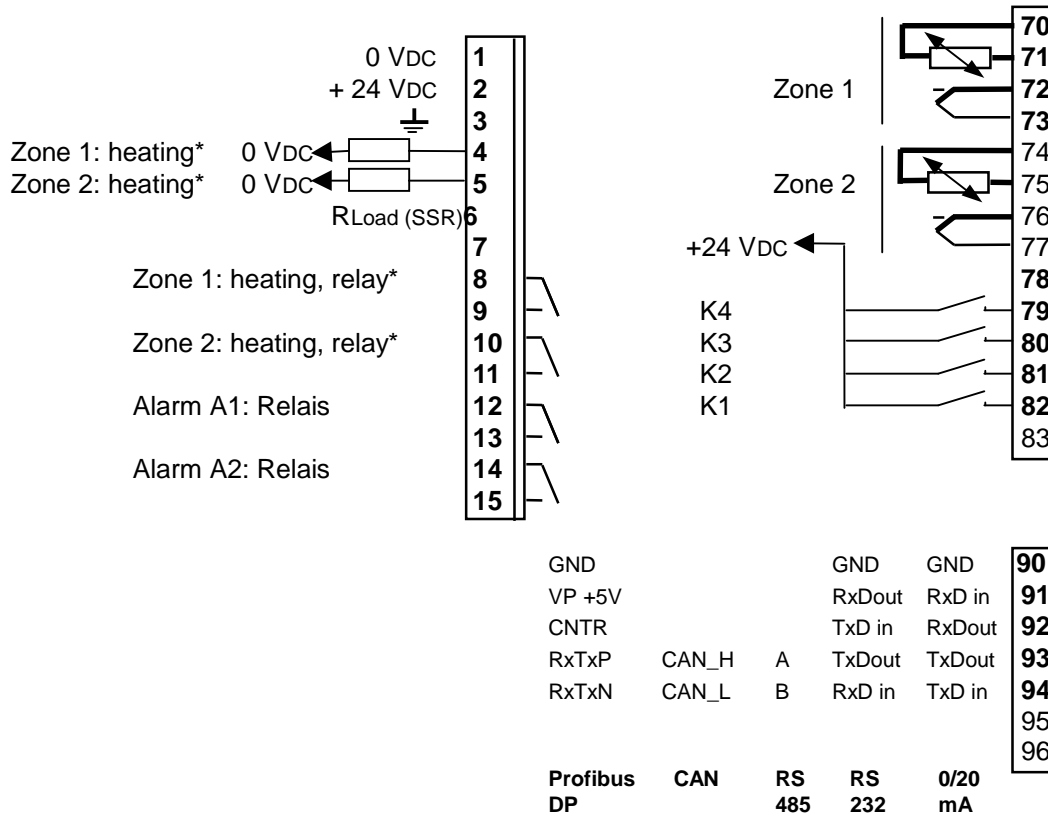 0 VDC 1
+ 24 VDC 2
3
Zone 1: heating* 0 VDC 4
Zone 2: heating* 0 VDC 5
RLoad (SSR) 6
7
Zone 1: heating, relay* 8
9
Zone 2: heating, relay* 10
11
Alarm A1: Relais 12
13
Alarm A2: Relais 14
15
70
71
Zone 1 72
73
74
Zone 2 75
76
+24 VDC 77
78
K4 79
K3 80
K2 81
K1 82
83
GND GND GND 90
VP +5V RxDout RxD in 91
CNTR TxD in RxDout 92
RxTxP CAN_H A TxDout TxDout 93
RxTxN CAN_L B RxD in TxD in 94
95
96
Profibus CAN RS RS 0/20
DP 485 232 mA